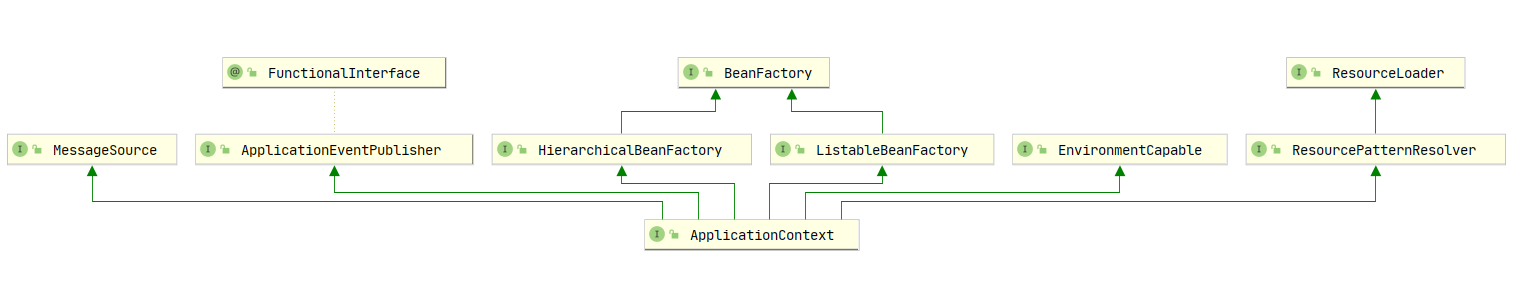 @ FunctionalInterface
I BeanFactory
I ResourceLoader
I MessageSource
I ApplicationEventPublisher
I HierarchicalBeanFactory
I ListableBeanFactory
I EnvironmentCapable
I ResourcePatternResolver
I ApplicationContext